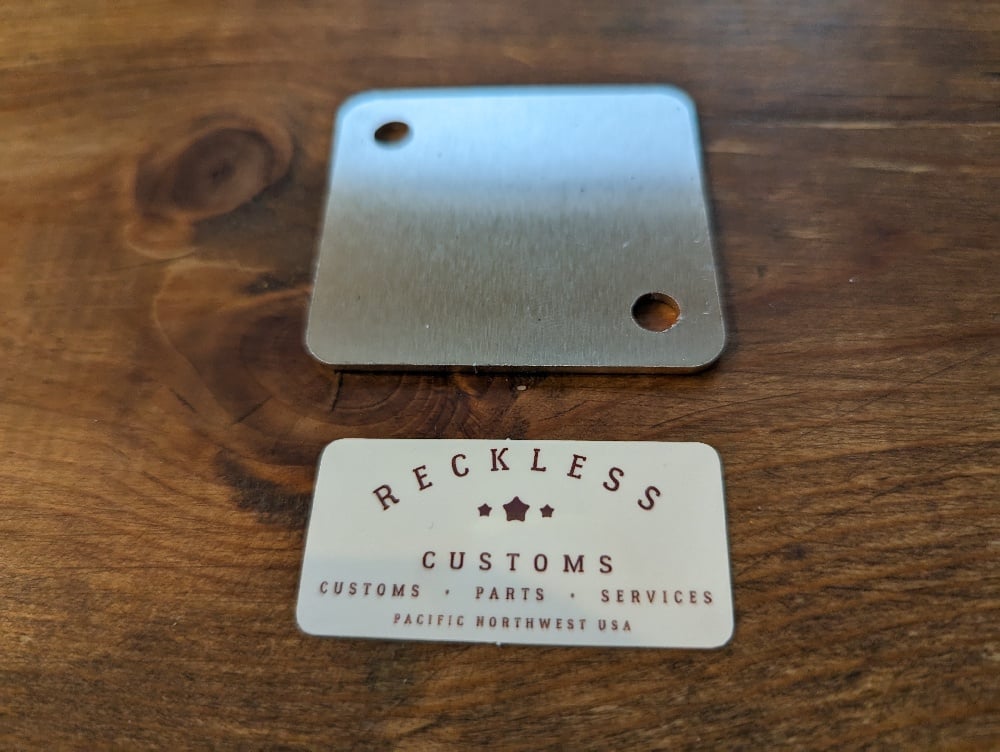 RECKLESS
CUSTOMS
CUSTOMS · PARTS · SERVICES
PACIFIC NORTHWEST USA